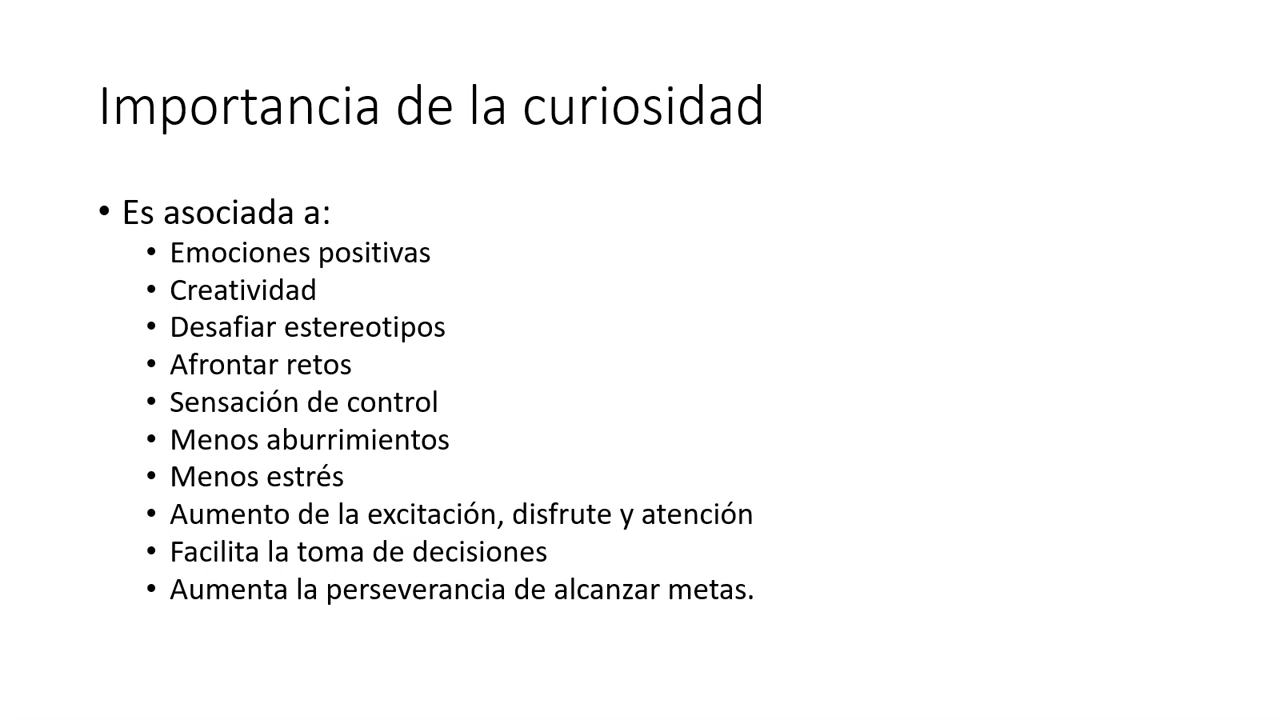 Importancia de la curiosidad
• Es asociada a:
• Emociones positivas
• Creatividad
• Desafiar estereotipos
• Afrontar retos
• Sensación de control
• Menos aburrimientos
• Menos estrés
• Aumento de la excitación, disfrute y atención
• Facilita la toma de decisiones
• Aumenta la perseverancia de alcanzar metas.